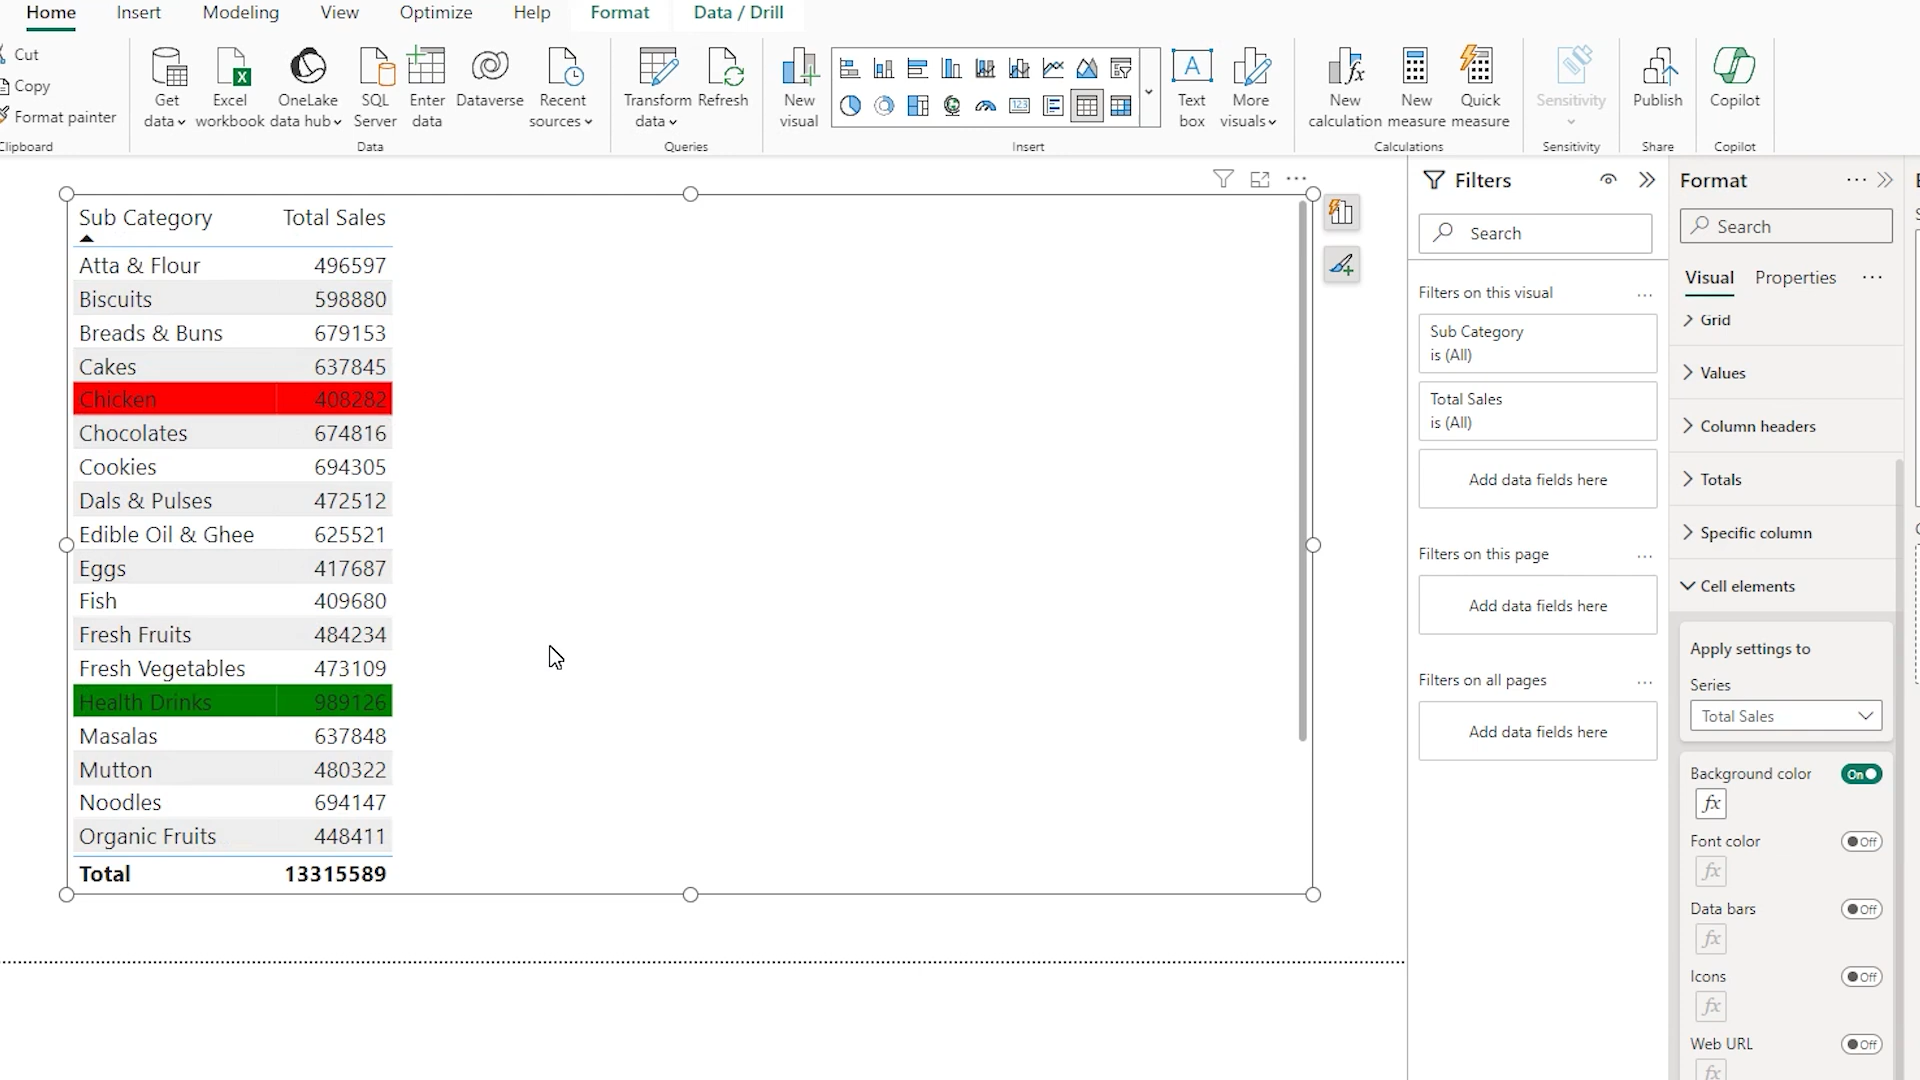 Home Insert Modeling View Optimize Help Format Data / Drill
Cut
Copy
Format painter
Clipboard
Get data
Excel workbook
OneLake data hub
SQL Server
Enter data
Dataverse
Recent sources
Data
Transform data
Refresh
Queries
New visual
123
A
Text box
More visuals
Insert
New calculation
New measure
Quick measure
Calculations
Sensitivity
Sensitivity
Publish
Share
Copilot
Copilot
Sub Category Total Sales
Atta & Flour 496597
Biscuits 598880
Breads & Buns 679153
Cakes 637845
Chicken 408282
Chocolates 674816
Cookies 694305
Dals & Pulses 472512
Edible Oil & Ghee 625521
Eggs 417687
Fish 409680
Fresh Fruits 484234
Fresh Vegetables 473109
Health Drinks 989126
Masalas 637848
Mutton 480322
Noodles 694147
Organic Fruits 448411
Total 13315589
Filters
Search
Filters on this visual
Sub Category
is (All)
Total Sales
is (All)
Add data fields here
Filters on this page
Add data fields here
Filters on all pages
Add data fields here
Format
Search
Visual Properties
Grid
Values
Column headers
Totals
Specific column
Cell elements
Apply settings to
Series
Total Sales
Background color On
fx
Font color Off
fx
Data bars Off
fx
Icons Off
fx
Web URL Off
fx